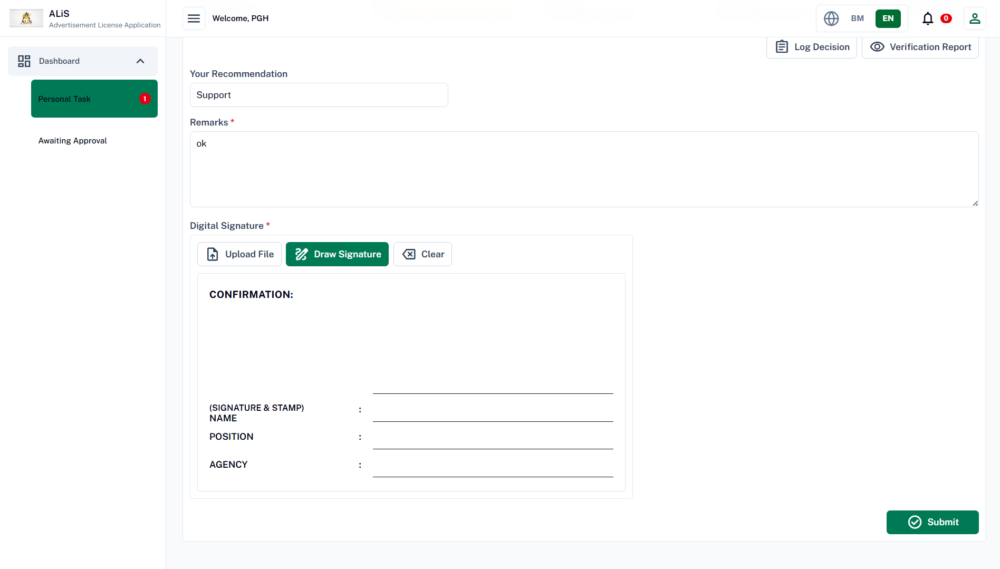 ALiS
Advertisement License Application
ALiS
Welcome, PGH
BM
EN
0
Dashboard
Personal Task
1
Awaiting Approval
Log Decision
Verification Report
Your Recommendation
Support
Remarks *
ok
Digital Signature *
Upload File
Draw Signature
Clear
CONFIRMATION:
(SIGNATURE & STAMP)
NAME :
POSITION :
AGENCY :
Submit